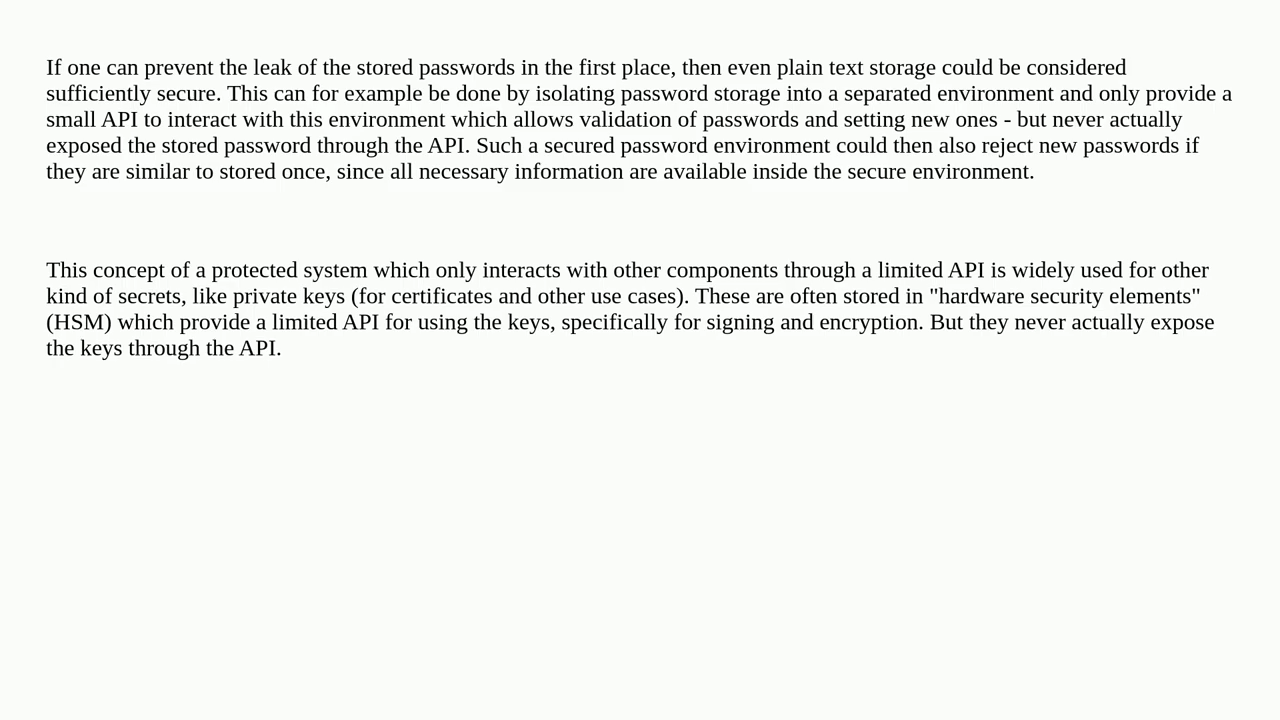 If one can prevent the leak of the stored passwords in the first place, then even plain text storage could be considered
sufficiently secure. This can for example be done by isolating password storage into a separated environment and only provide a
small API to interact with this environment which allows validation of passwords and setting new ones - but never actually
exposed the stored password through the API. Such a secured password environment could then also reject new passwords if
they are similar to stored once, since all necessary information are available inside the secure environment.
This concept of a protected system which only interacts with other components through a limited API is widely used for other
kind of secrets, like private keys (for certificates and other use cases). These are often stored in "hardware security elements"
(HSM) which provide a limited API for using the keys, specifically for signing and encryption. But they never actually expose
the keys through the API.